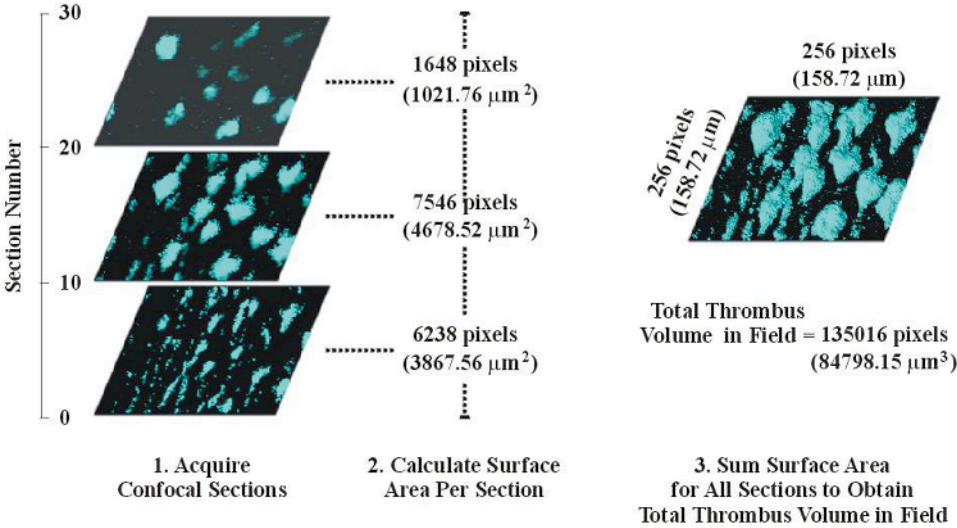 Section Number
30
20
10
0
1648 pixels
(1021.76 μm²)
7546 pixels
(4678.52 μm²)
6238 pixels
(3867.56 μm²)
256 pixels
(158.72 μm)
256 pixels
(158.72 μm)
Total Thrombus
Volume in Field = 135016 pixels
(84798.15 μm³)
1. Acquire
Confocal Sections
2. Calculate Surface
Area Per Section
3. Sum Surface Area
for All Sections to Obtain
Total Thrombus Volume in Field